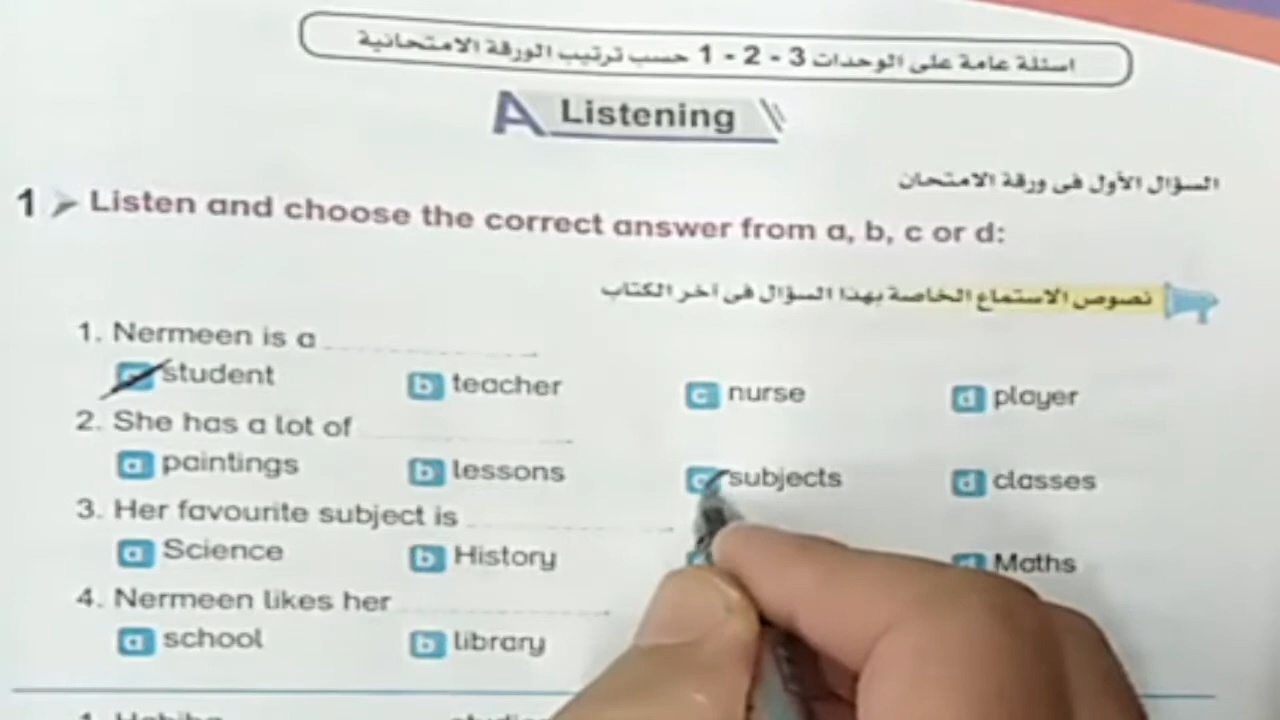 اسئلة عامة على الوحدات 3 - 2 - 1 حسب ترتيب الورقة الامتحانية
A Listening
السؤال الأول فى ورقة الامتحان
1 Listen and choose the correct answer from a, b, c or d:
نصوص الاستماع الخاصة بهذا السؤال فى آخر الكتاب
1. Nermeen is a
student b teacher c nurse d player
2. She has a lot of
a paintings b lessons c subjects d classes
3. Her favourite subject is
a Science b History d Maths
4. Nermeen likes her
a school b library